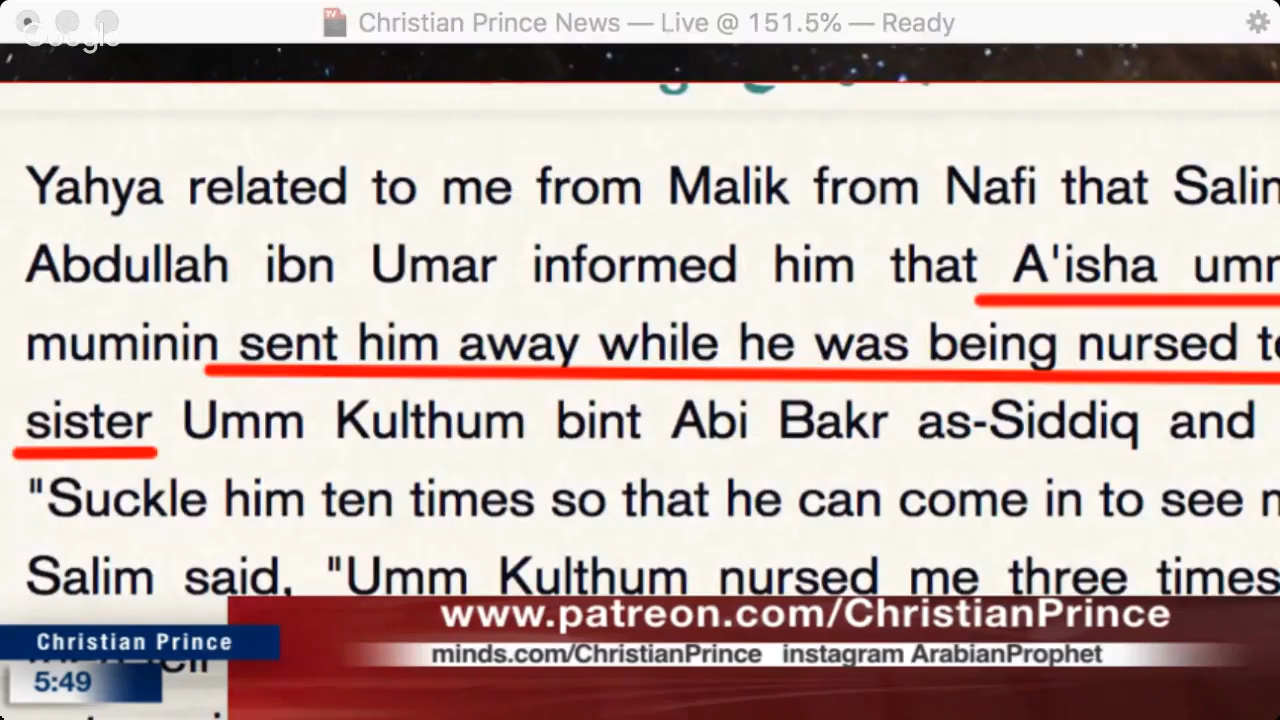 Google
Christian Prince News — Live @ 151.5% — Ready
Yahya related to me from Malik from Nafi that
Abdullah ibn Umar informed him that A'isha
muminin sent him away while he was being nursed
sister Umm Kulthum bint Abi Bakr as-Siddiq and
"Suckle him ten times so that he can come in to see
Salim said, "Umm Kulthum nursed me three times
www.patreon.com/ChristianPrince
Christian Prince
minds.com/ChristianPrince instagram ArabianProphet
5:49